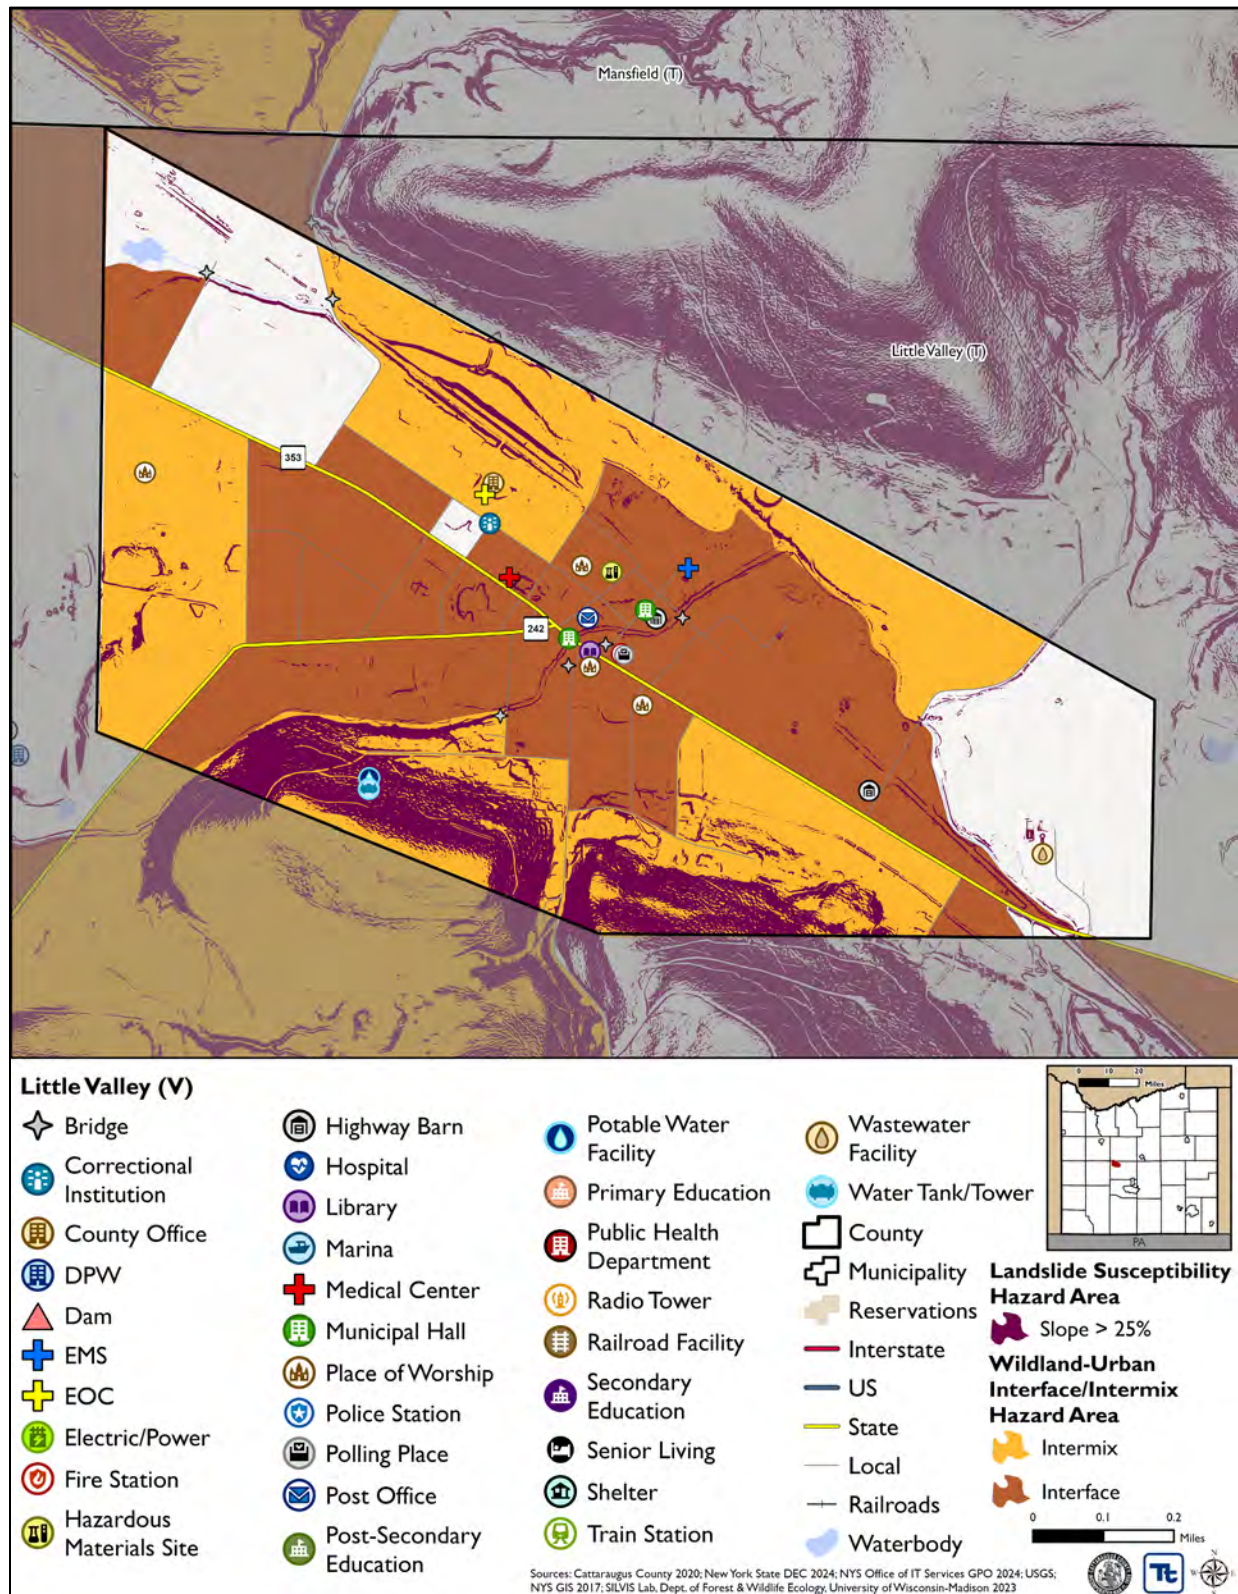 Mansfield (T)
Little Valley (T)
353
242
Little Valley (V)
Bridge
Correctional
Institution
County Office
DPW
Dam
EMS
EOC
Electric/Power
Fire Station
Hazardous
Materials Site
Highway Barn
Hospital
Library
Marina
Medical Center
Municipal Hall
Place of Worship
Police Station
Polling Place
Post Office
Post-Secondary
Education
Potable Water
Facility
Primary Education
Public Health
Department
Radio Tower
Railroad Facility
Secondary
Education
Senior Living
Shelter
Train Station
Wastewater
Facility
Water Tank/Tower
County
Municipality
Reservations
Interstate
US
State
Local
Railroads
Waterbody
0 10 20
Miles
PA
Landslide Susceptibility
Hazard Area
Slope > 25%
Wildland-Urban
Interface/Intermix
Hazard Area
Intermix
Interface
0 0.1 0.2
Miles
Sources: Cattaraugus County 2020; New York State DEC 2024; NYS Office of IT Services GPO 2024; USGS;
NYS GIS 2017; SILVIS Lab, Dept. of Forest & Wildlife Ecology, University of Wisconsin-Madison 2023
Tt
N
W E
S